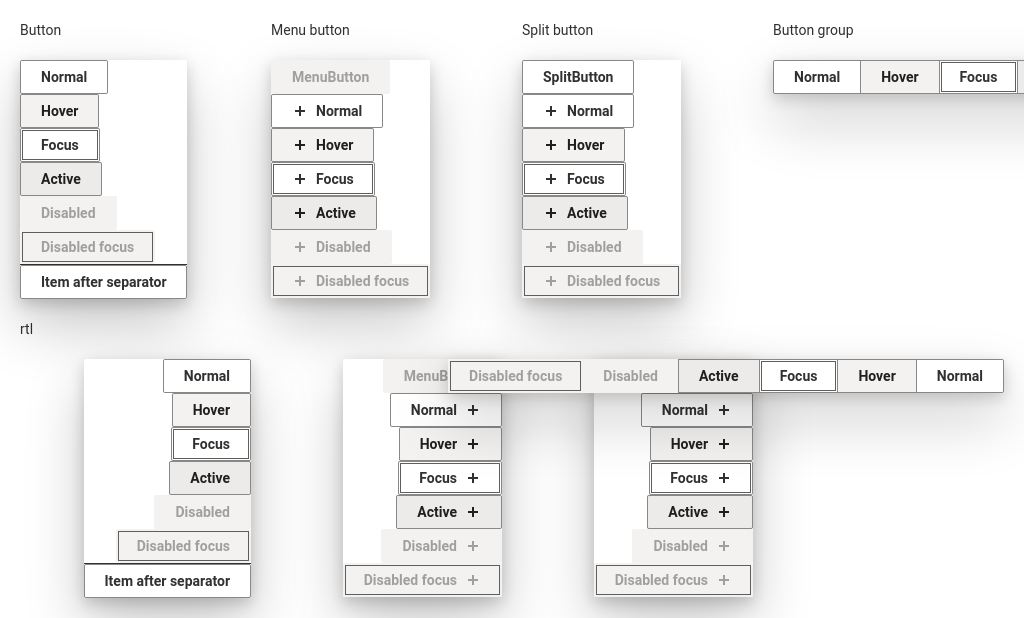 Button
Menu button
Split button
Button group
Normal
Hover
Focus
Active
Disabled
Disabled focus
Item after separator
MenuButton
Normal
Hover
Focus
Active
Disabled
Disabled focus
SplitButton
Normal
Hover
Focus
Active
Disabled
Disabled focus
Normal Hover Focus
rtl
Normal
Hover
Focus
Active
Disabled
Disabled focus
Item after separator
MenuB
Normal
Hover
Focus
Active
Disabled
Disabled focus
Disabled focus Disabled Active Focus Hover Normal
Normal
Hover
Focus
Active
Disabled
Disabled focus